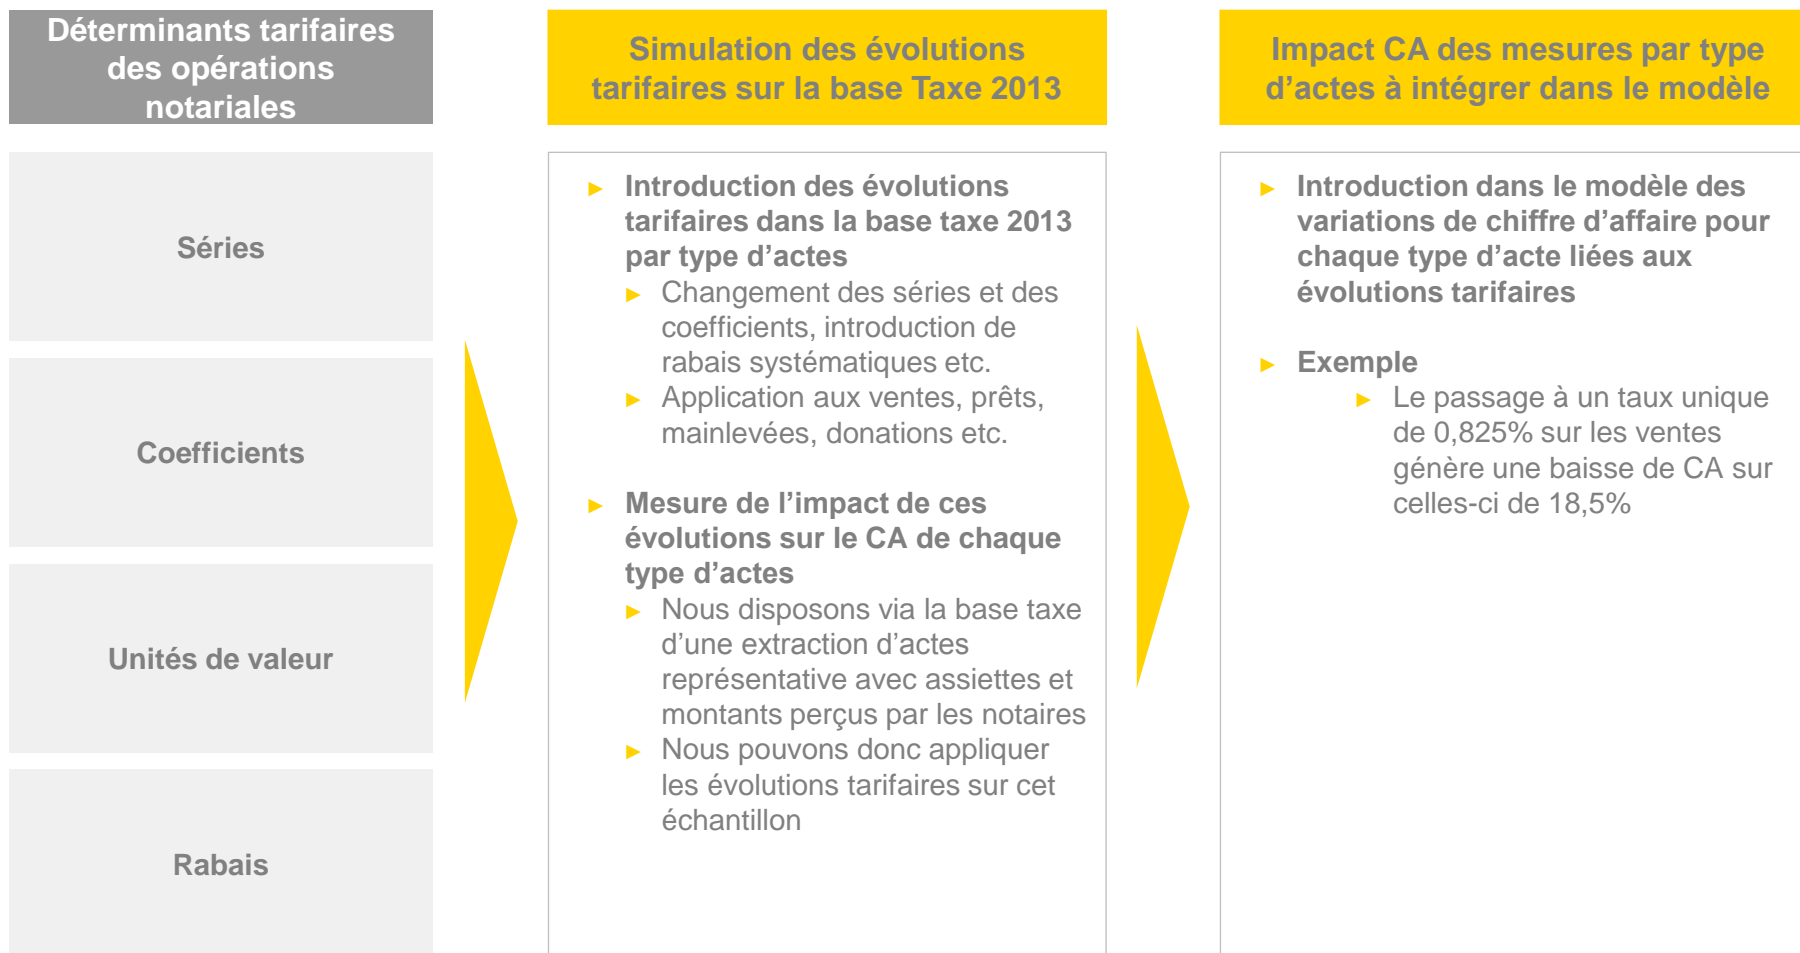 Déterminants tarifaires
des opérations
notariales
Séries
Coefficients
Unités de valeur
Rabais
Simulation des évolutions
tarifaires sur la base Taxe 2013
► Introduction des évolutions
tarifaires dans la base taxe 2013
par type d’actes
► Changement des séries et des
coefficients, introduction de
rabais systématiques etc.
► Application aux ventes, prêts,
mainlevées, donations etc.
► Mesure de l’impact de ces
évolutions sur le CA de chaque
type d’actes
► Nous disposons via la base taxe
d’une extraction d’actes
représentative avec assiettes et
montants perçus par les notaires
► Nous pouvons donc appliquer
les évolutions tarifaires sur cet
échantillon
Impact CA des mesures par type
d’actes à intégrer dans le modèle
► Introduction dans le modèle des
variations de chiffre d’affaire pour
chaque type d’acte liées aux
évolutions tarifaires
► Exemple
► Le passage à un taux unique
de 0,825% sur les ventes
génère une baisse de CA sur
celles-ci de 18,5%